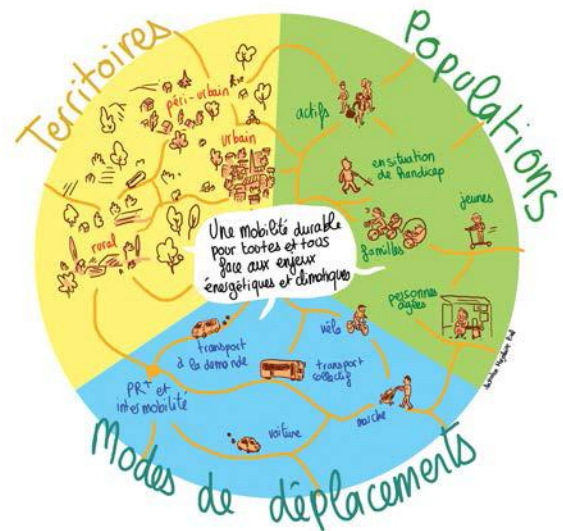 Territoires
péri-urbain
urbain
rural
Populations
actifs
en situation
de handicap
jeunes
familles
personnes
âgées
Une mobilité durable
pour toutes et tous
face aux enjeux
énergétiques et climatiques
vélo
transport
à la demande
transport
collectif
PR+ et
intermobilité
voiture
marche
Modes de déplacements